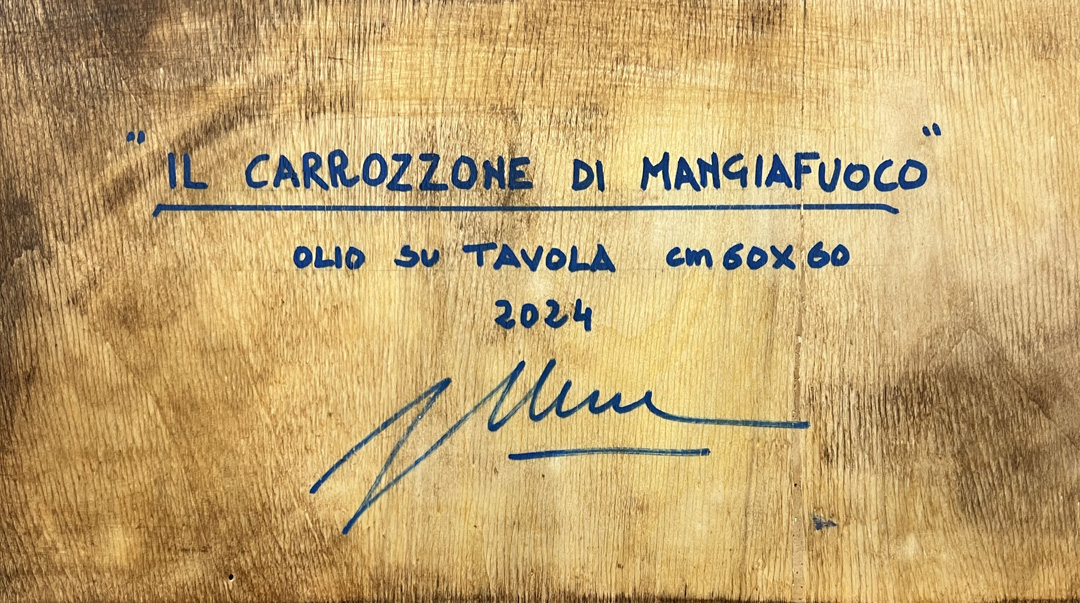 "IL CARROZZONE DI MANGIAFUOCO"
OLIO SU TAVOLA cm 60X60
2024